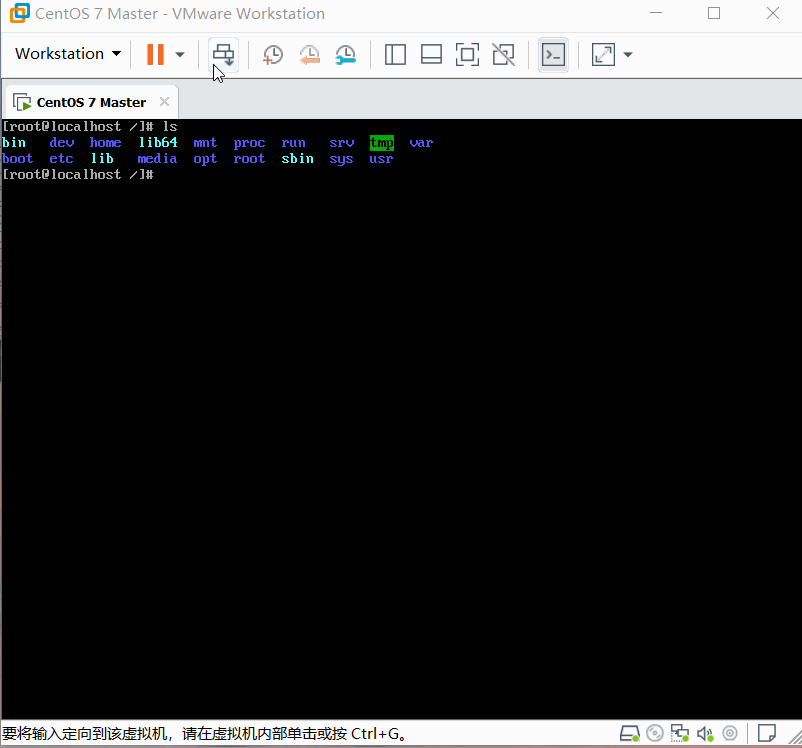 CentOS 7 Master - VMware Workstation
Workstation
CentOS 7 Master
[root@localhost /]# ls
bin dev home lib64 mnt proc run srv tmp var
boot etc lib media opt root sbin sys usr
[root@localhost /]#
要将输入定向到该虚拟机，请在虚拟机内部单击或按 Ctrl+G。